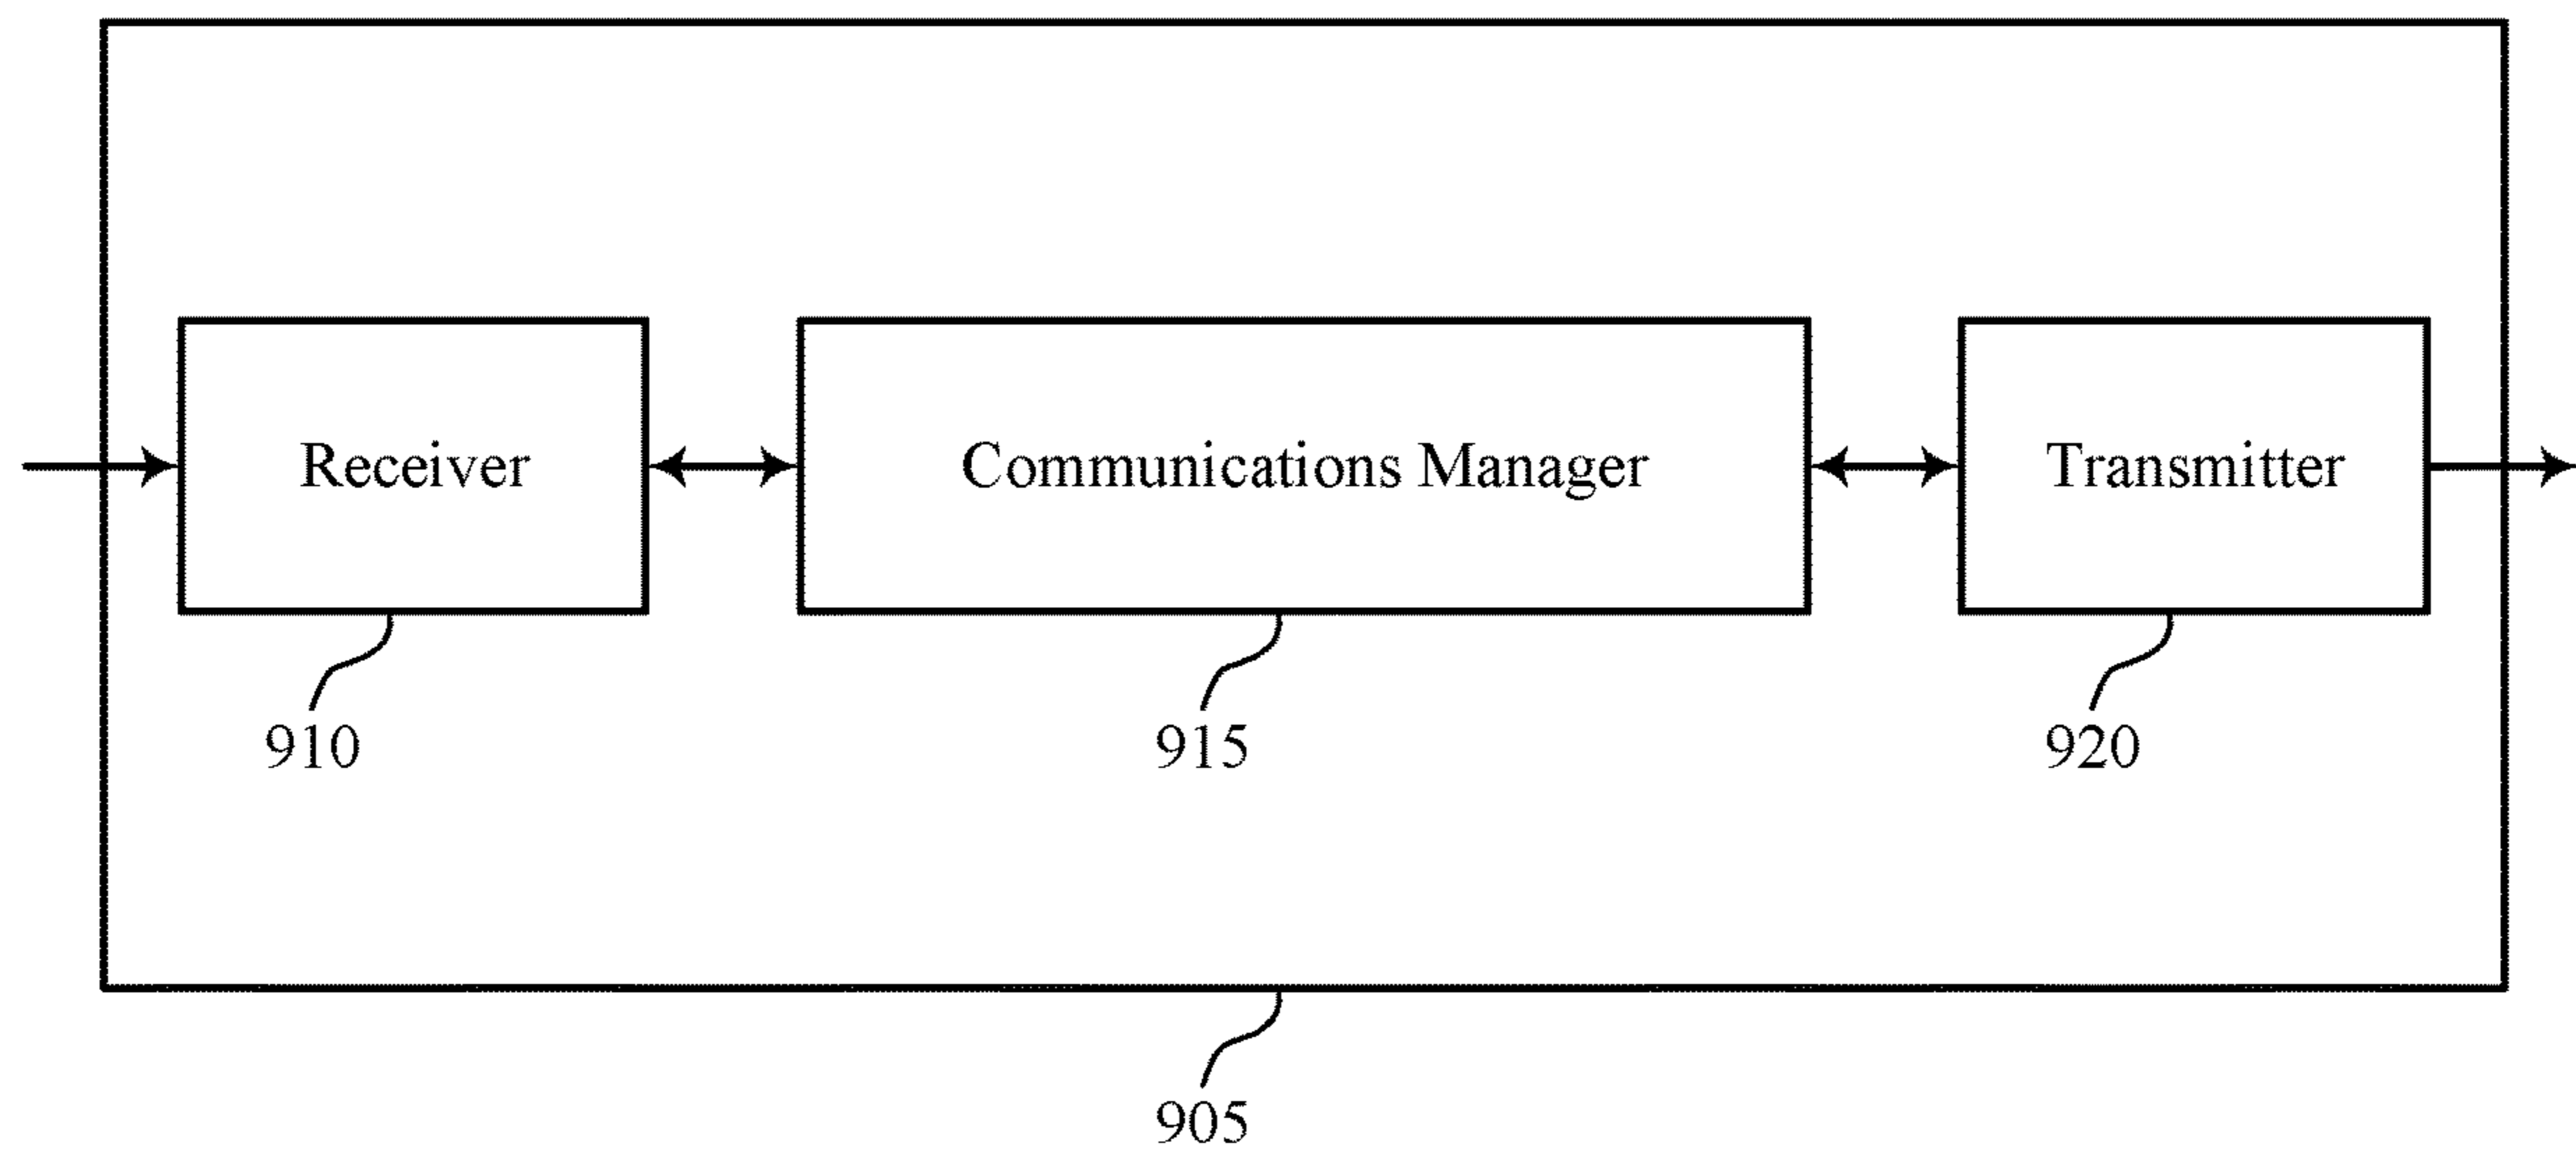 Receiver
Communications Manager
Transmitter
910
915
920
905